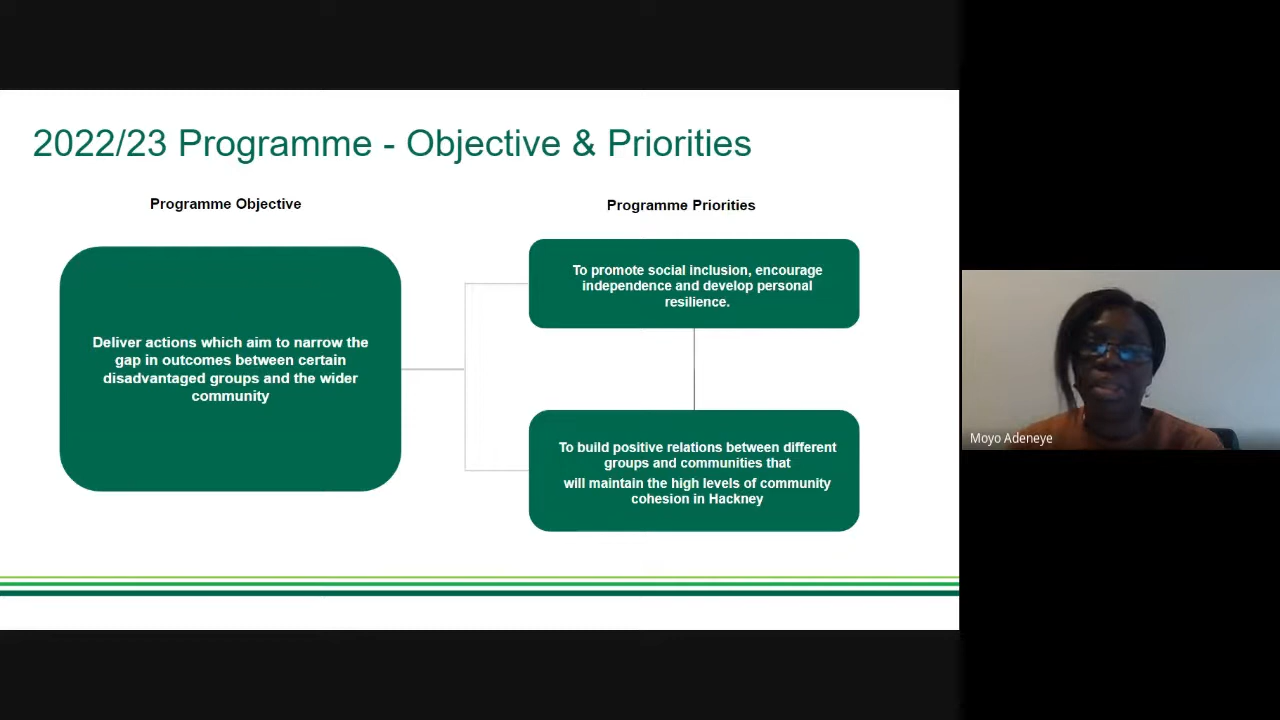 2022/23 Programme - Objective & Priorities
Programme Objective
Programme Priorities
Deliver actions which aim to narrow the
gap in outcomes between certain
disadvantaged groups and the wider
community
To promote social inclusion, encourage
independence and develop personal
resilience.
To build positive relations between different
groups and communities that
will maintain the high levels of community
cohesion in Hackney
Moyo Adeneye